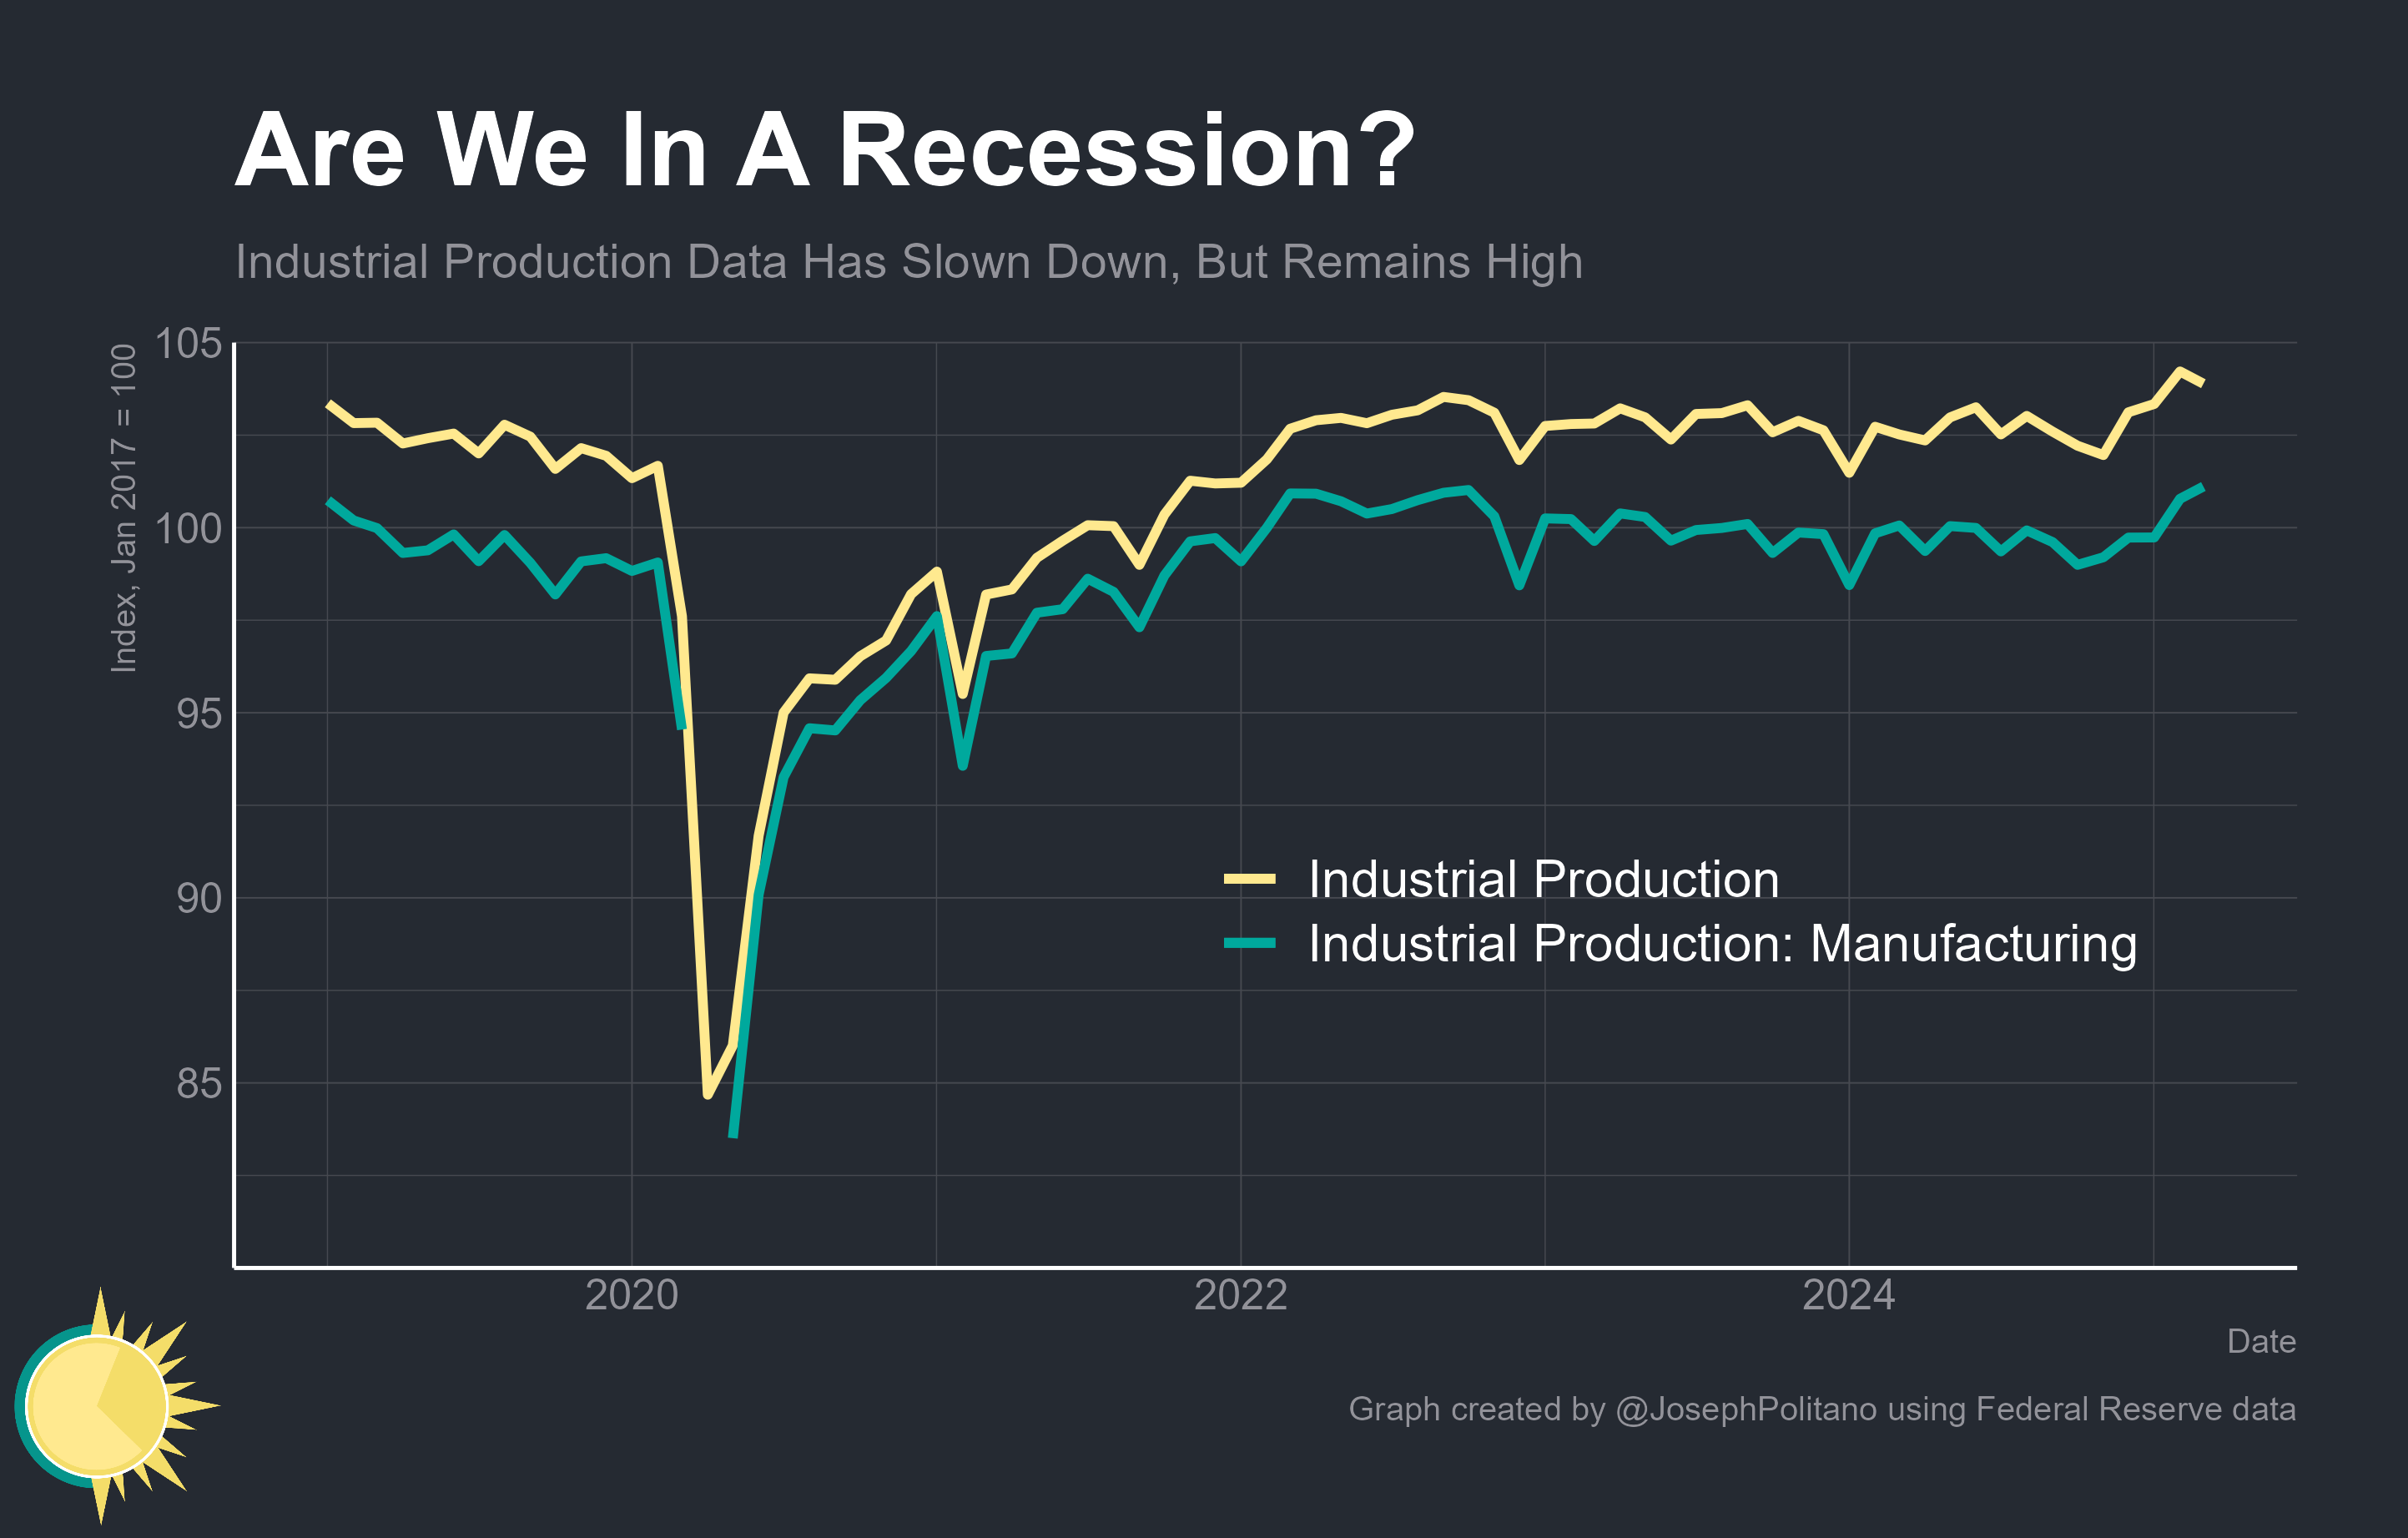 Are We In A Recession?
Industrial Production Data Has Slown Down, But Remains High
Index, Jan 2017 = 100
105
100
95
90
85
Industrial Production
Industrial Production: Manufacturing
2020
2022
2024
Date
Graph created by @JosephPolitano using Federal Reserve data